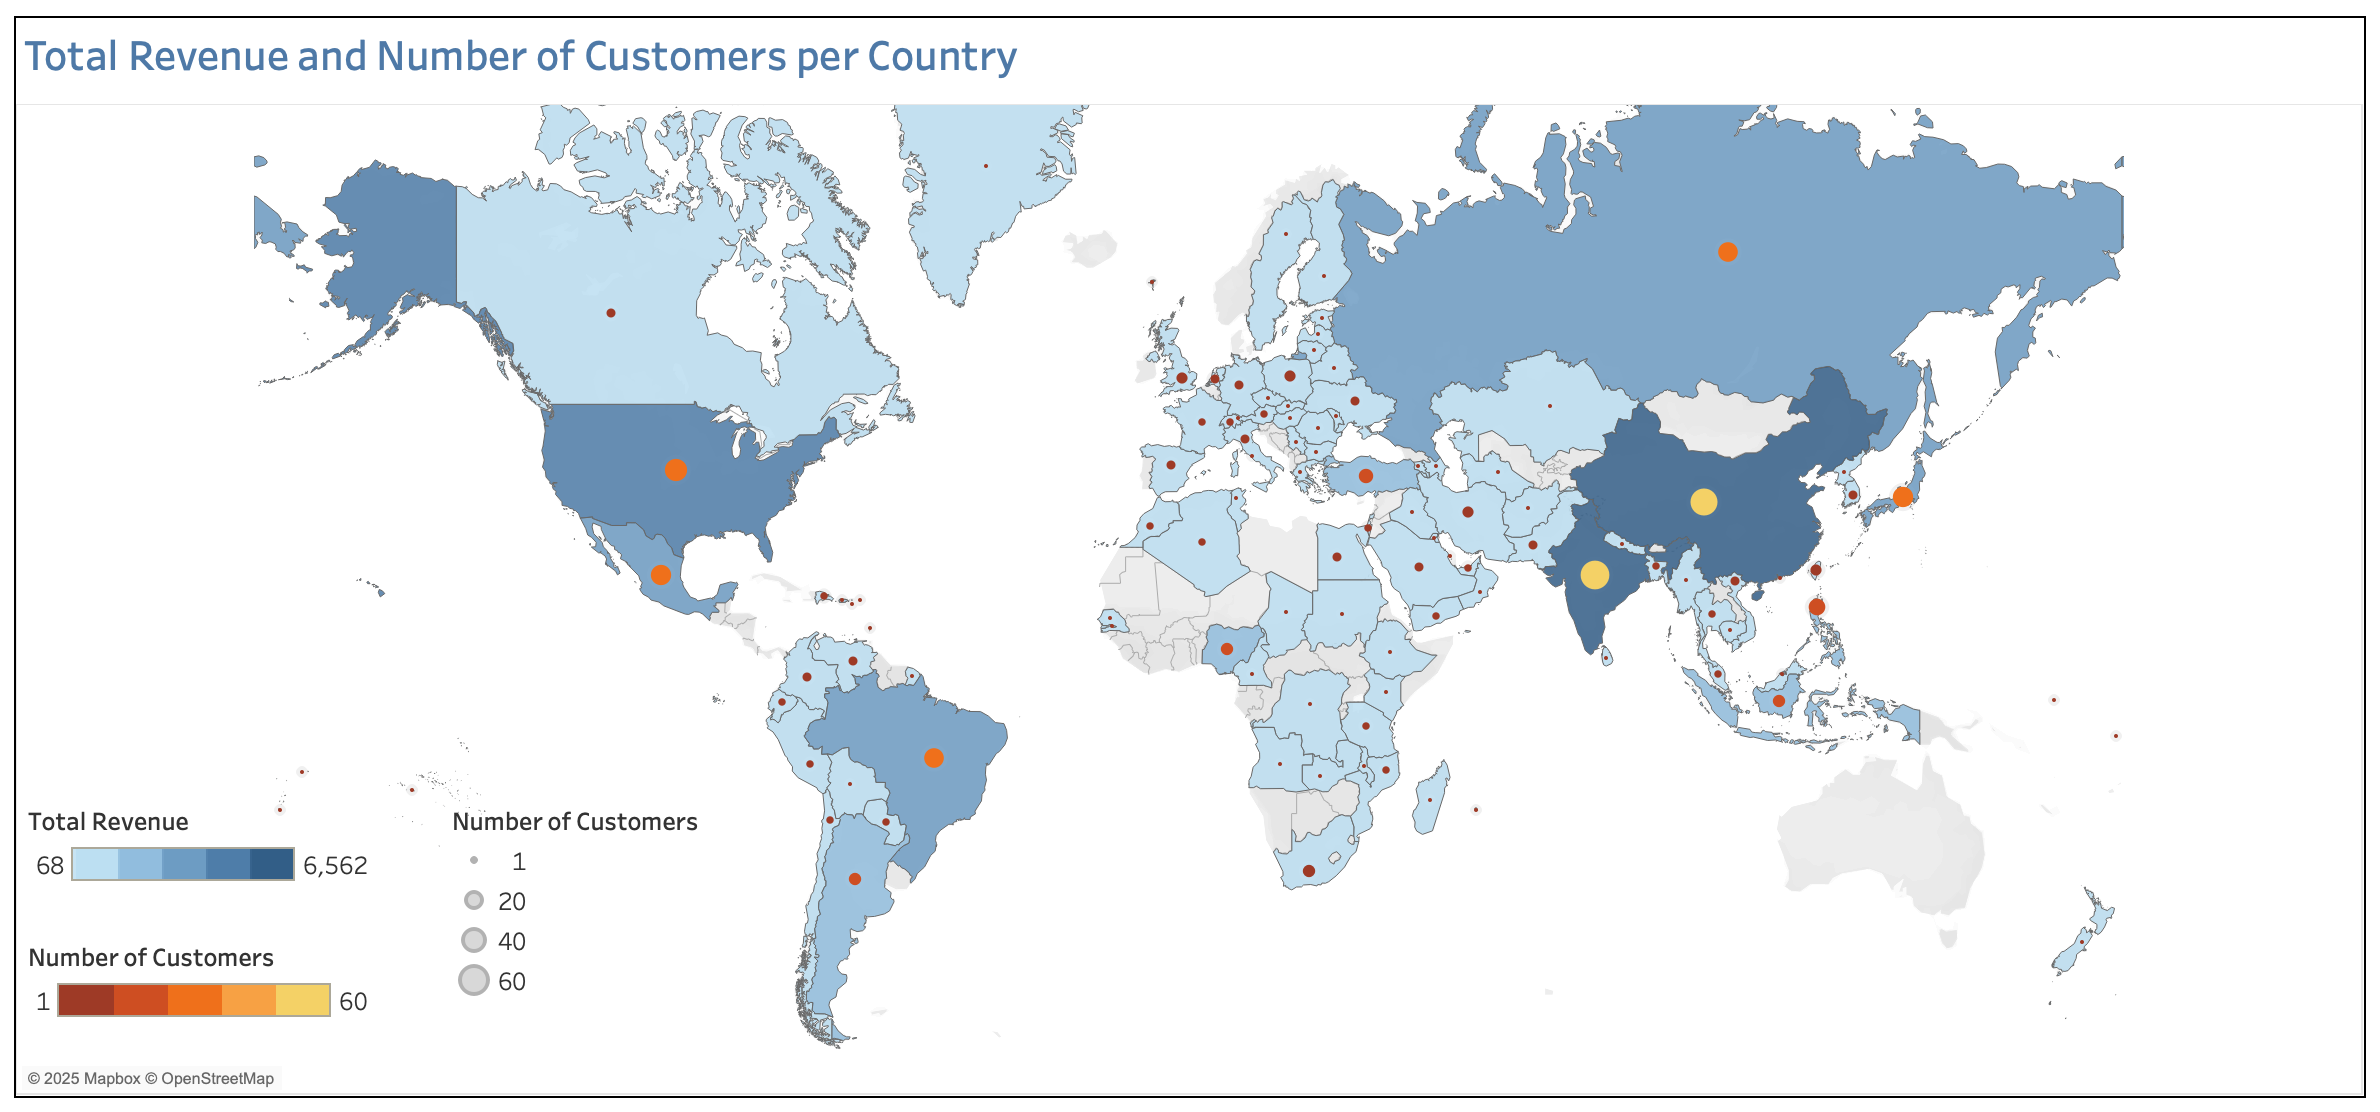 Total Revenue and Number of Customers per Country
Total Revenue
68 6,562
Number of Customers
1 60
Number of Customers
1
20
40
60
© 2025 Mapbox © OpenStreetMap